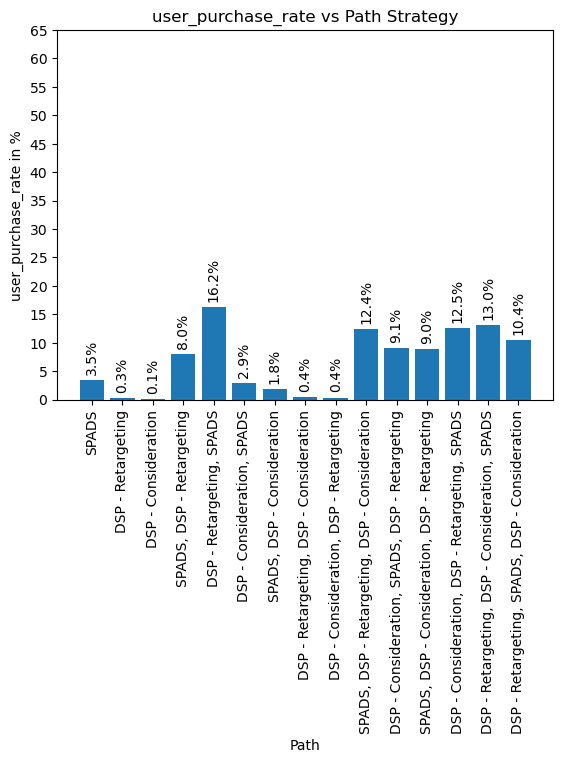 user_purchase_rate vs Path Strategy
user_purchase_rate in %
65
60
55
50
45
40
35
30
25
20
15
10
5
0
3.5%
0.3%
0.1%
8.0%
16.2%
2.9%
1.8%
0.4%
0.4%
12.4%
9.1%
9.0%
12.5%
13.0%
10.4%
SPADS
DSP - Retargeting
DSP - Consideration
SPADS, DSP - Retargeting
DSP - Retargeting, SPADS
DSP - Consideration, SPADS
SPADS, DSP - Consideration
DSP - Retargeting, DSP - Consideration
DSP - Consideration, DSP - Retargeting
SPADS, DSP - Retargeting, DSP - Consideration
DSP - Consideration, SPADS, DSP - Retargeting
SPADS, DSP - Consideration, DSP - Retargeting
DSP - Consideration, DSP - Retargeting, SPADS
DSP - Retargeting, DSP - Consideration, SPADS
DSP - Retargeting, SPADS, DSP - Consideration
Path